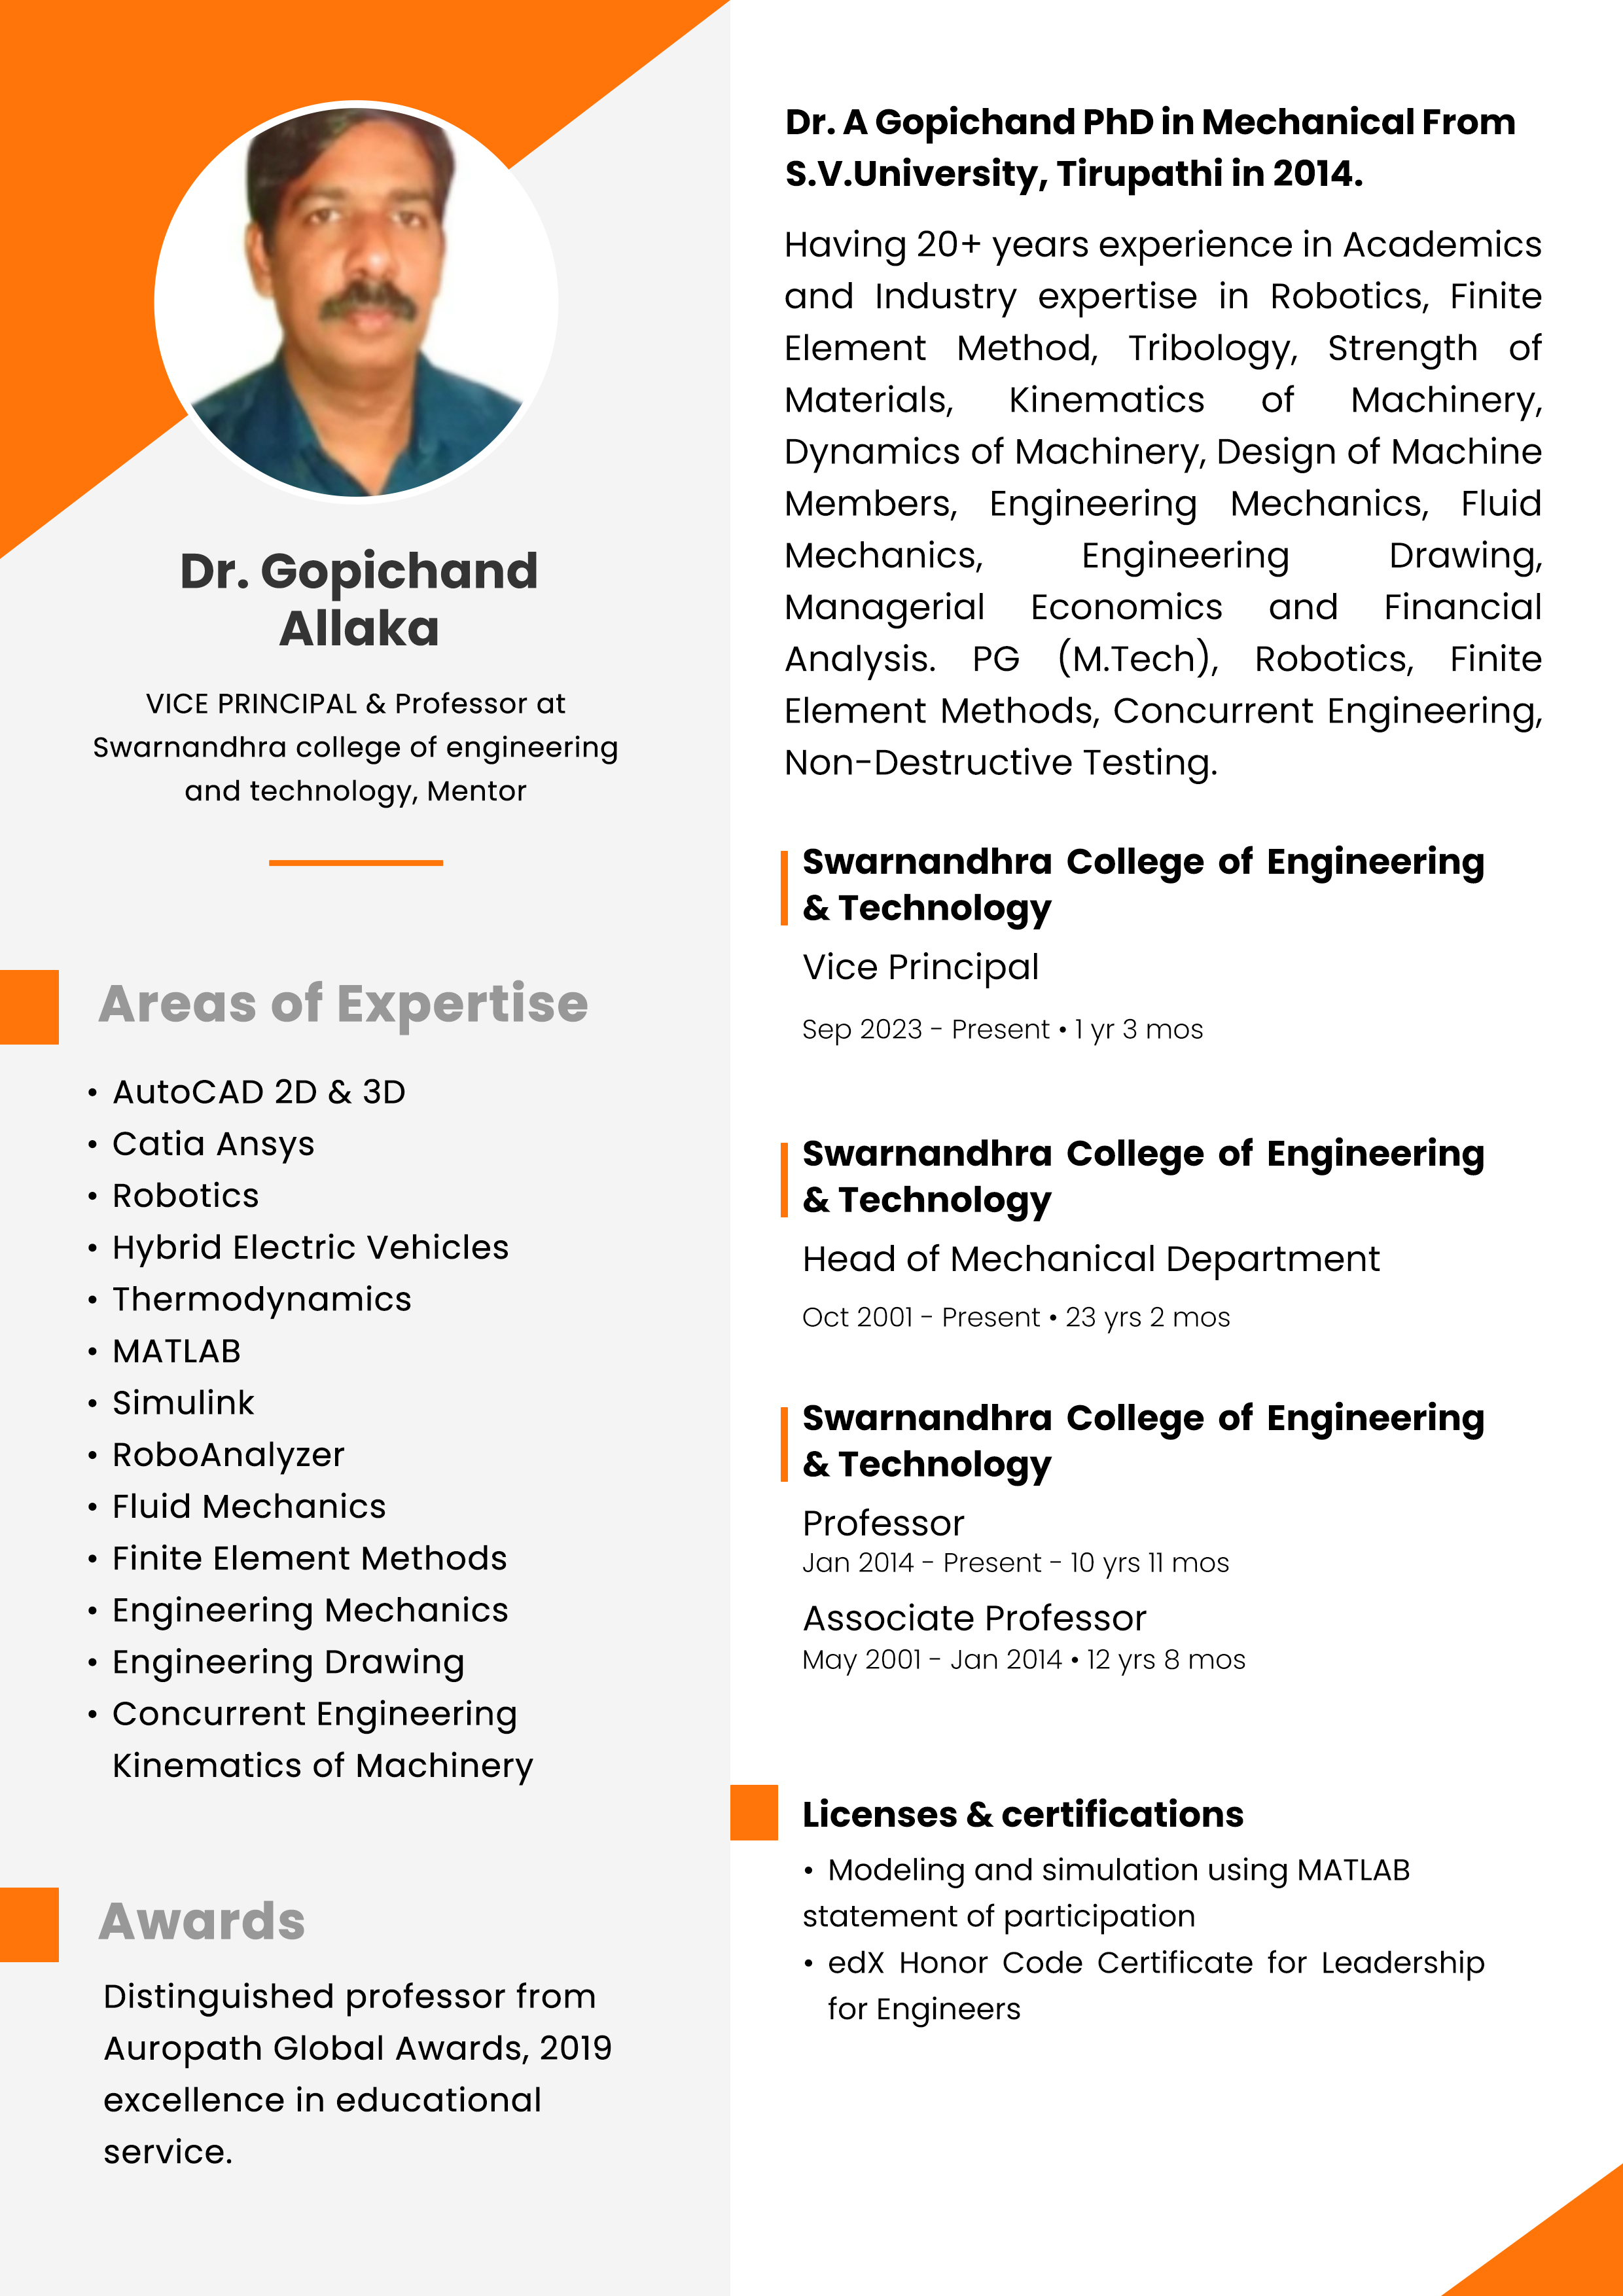 Dr. Gopichand
Allaka
VICE PRINCIPAL & Professor at
Swarnandhra college of engineering
and technology, Mentor
Areas of Expertise
• AutoCAD 2D & 3D
• Catia Ansys
• Robotics
• Hybrid Electric Vehicles
• Thermodynamics
• MATLAB
• Simulink
• RoboAnalyzer
• Fluid Mechanics
• Finite Element Methods
• Engineering Mechanics
• Engineering Drawing
• Concurrent Engineering
Kinematics of Machinery
Awards
Distinguished professor from
Auropath Global Awards, 2019
excellence in educational
service.
Dr. A Gopichand PhD in Mechanical From
S.V.University, Tirupathi in 2014.
Having 20+ years experience in Academics
and Industry expertise in Robotics, Finite
Element Method, Tribology, Strength of
Materials, Kinematics of Machinery,
Dynamics of Machinery, Design of Machine
Members, Engineering Mechanics, Fluid
Mechanics, Engineering Drawing,
Managerial Economics and Financial
Analysis. PG (M.Tech), Robotics, Finite
Element Methods, Concurrent Engineering,
Non-Destructive Testing.
Swarnandhra College of Engineering
& Technology
Vice Principal
Sep 2023 - Present • 1 yr 3 mos
Swarnandhra College of Engineering
& Technology
Head of Mechanical Department
Oct 2001 - Present • 23 yrs 2 mos
Swarnandhra College of Engineering
& Technology
Professor
Jan 2014 - Present - 10 yrs 11 mos
Associate Professor
May 2001 - Jan 2014 • 12 yrs 8 mos
Licenses & certifications
• Modeling and simulation using MATLAB
statement of participation
• edX Honor Code Certificate for Leadership
for Engineers